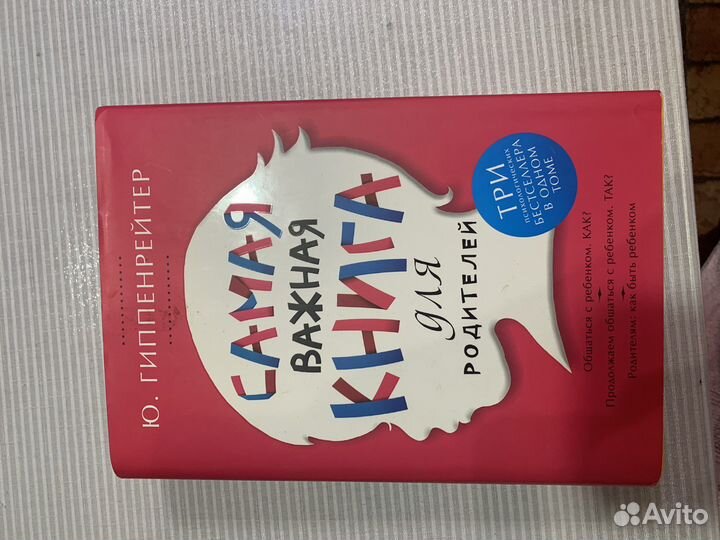 Ю. ГИППЕНРЕЙТЕР
САМАЯ
ВАЖНАЯ
КНИГА
для
РОДИТЕЛЕЙ
ТРИ
психологических
БЕСТСЕЛЛЕРА
В ОДНОМ
ТОМЕ
Общаться с ребенком. КАК?
Продолжаем общаться с ребенком. ТАК?
Родителям: как быть ребенком
Avito